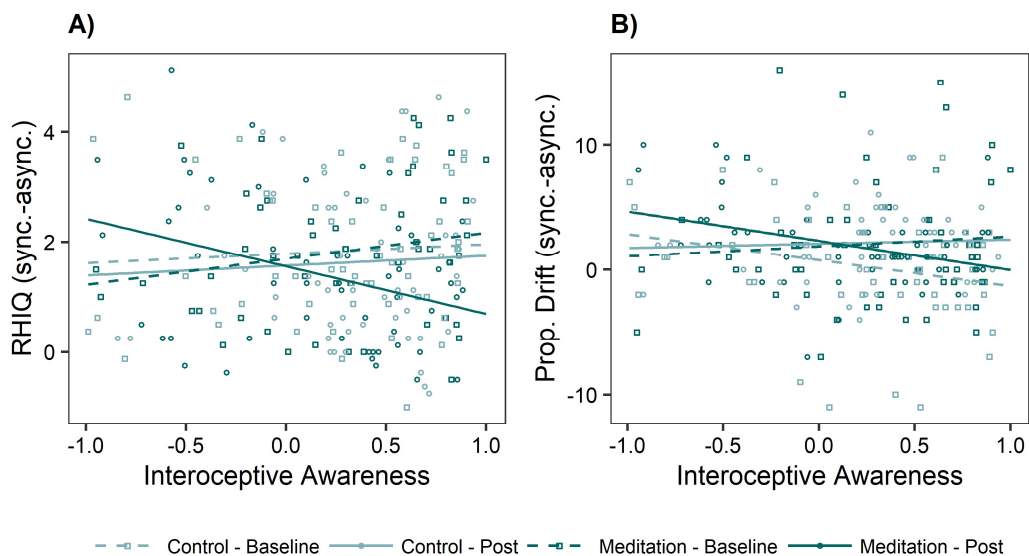 A)
B)
RHIQ (sync.-async.)
4
2
0
-1.0 -0.5 0.0 0.5 1.0
Interoceptive Awareness
Prop. Drift (sync.-async.)
10
0
-10
-1.0 -0.5 0.0 0.5 1.0
Interoceptive Awareness
Control - Baseline Control - Post Meditation - Baseline Meditation - Post